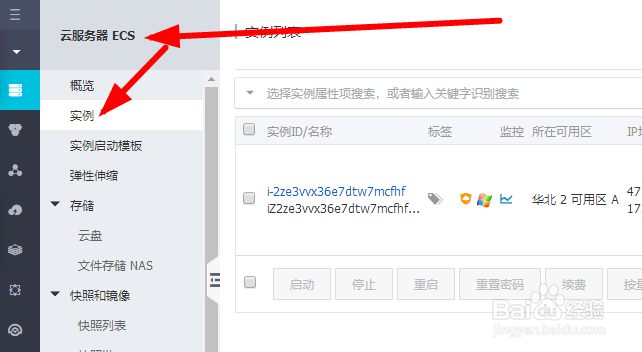 云服务器 ECS
概览
实例
实例启动模板
弹性伸缩
存储
云盘
文件存储 NAS
快照和镜像
快照列表
实例列表
选择实例属性项搜索，或者输入关键字识别搜索
实例ID/名称 标签 监控 所在可用区
i-2ze3vvx36e7dtw7mcfhf
iZ2ze3vvx36e7dtw7mcfhf...
华北 2 可用区 A
47
17
启动 停止 重启 重置密码 续费
Baidu 经验
jingyan.baidu.com